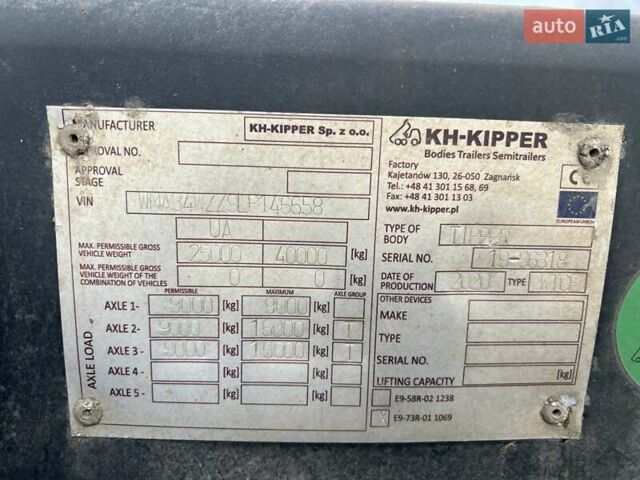 auto RIA .com
MANUFACTURER KH-KIPPER Sp. z o.o.
APPROVAL NO.
APPROVAL STAGE
VIN WMA34WZZ9LP145658
UA
MAX. PERMISSIBLE GROSS VEHICLE WEIGHT 25000 40000 [kg]
MAX. PERMISSIBLE GROSS VEHICLE WEIGHT OF THE COMBINATION OF VEHICLES 0 0 [kg]
PERMISSIBLE MAXIMUM AXLE GROUP
AXLE LOAD
AXLE 1- 9000 [kg] 9000 [kg]
AXLE 2- 9000 [kg] 15000 [kg] 1
AXLE 3 - 9000 [kg] 15000 [kg] 1
AXLE 4 - [kg] [kg]
AXLE 5 - [kg] [kg]
KH-KIPPER
Bodies Trailers Semitrailers
Factory
Kajetanów 130, 26-050 Zagnańsk
Tel.: +48 41 301 15 68, 69
Fax: +48 41 301 13 03
www.kh-kipper.pl
CE
EUROPEAN UNION
TYPE OF BODY
SERIAL NO.
DATE OF PRODUCTION 2020 TYPE
OTHER DEVICES
MAKE
TYPE
SERIAL NO.
LIFTING CAPACITY [kg]
E9-58R-02 1238
E9-73R-01 1069